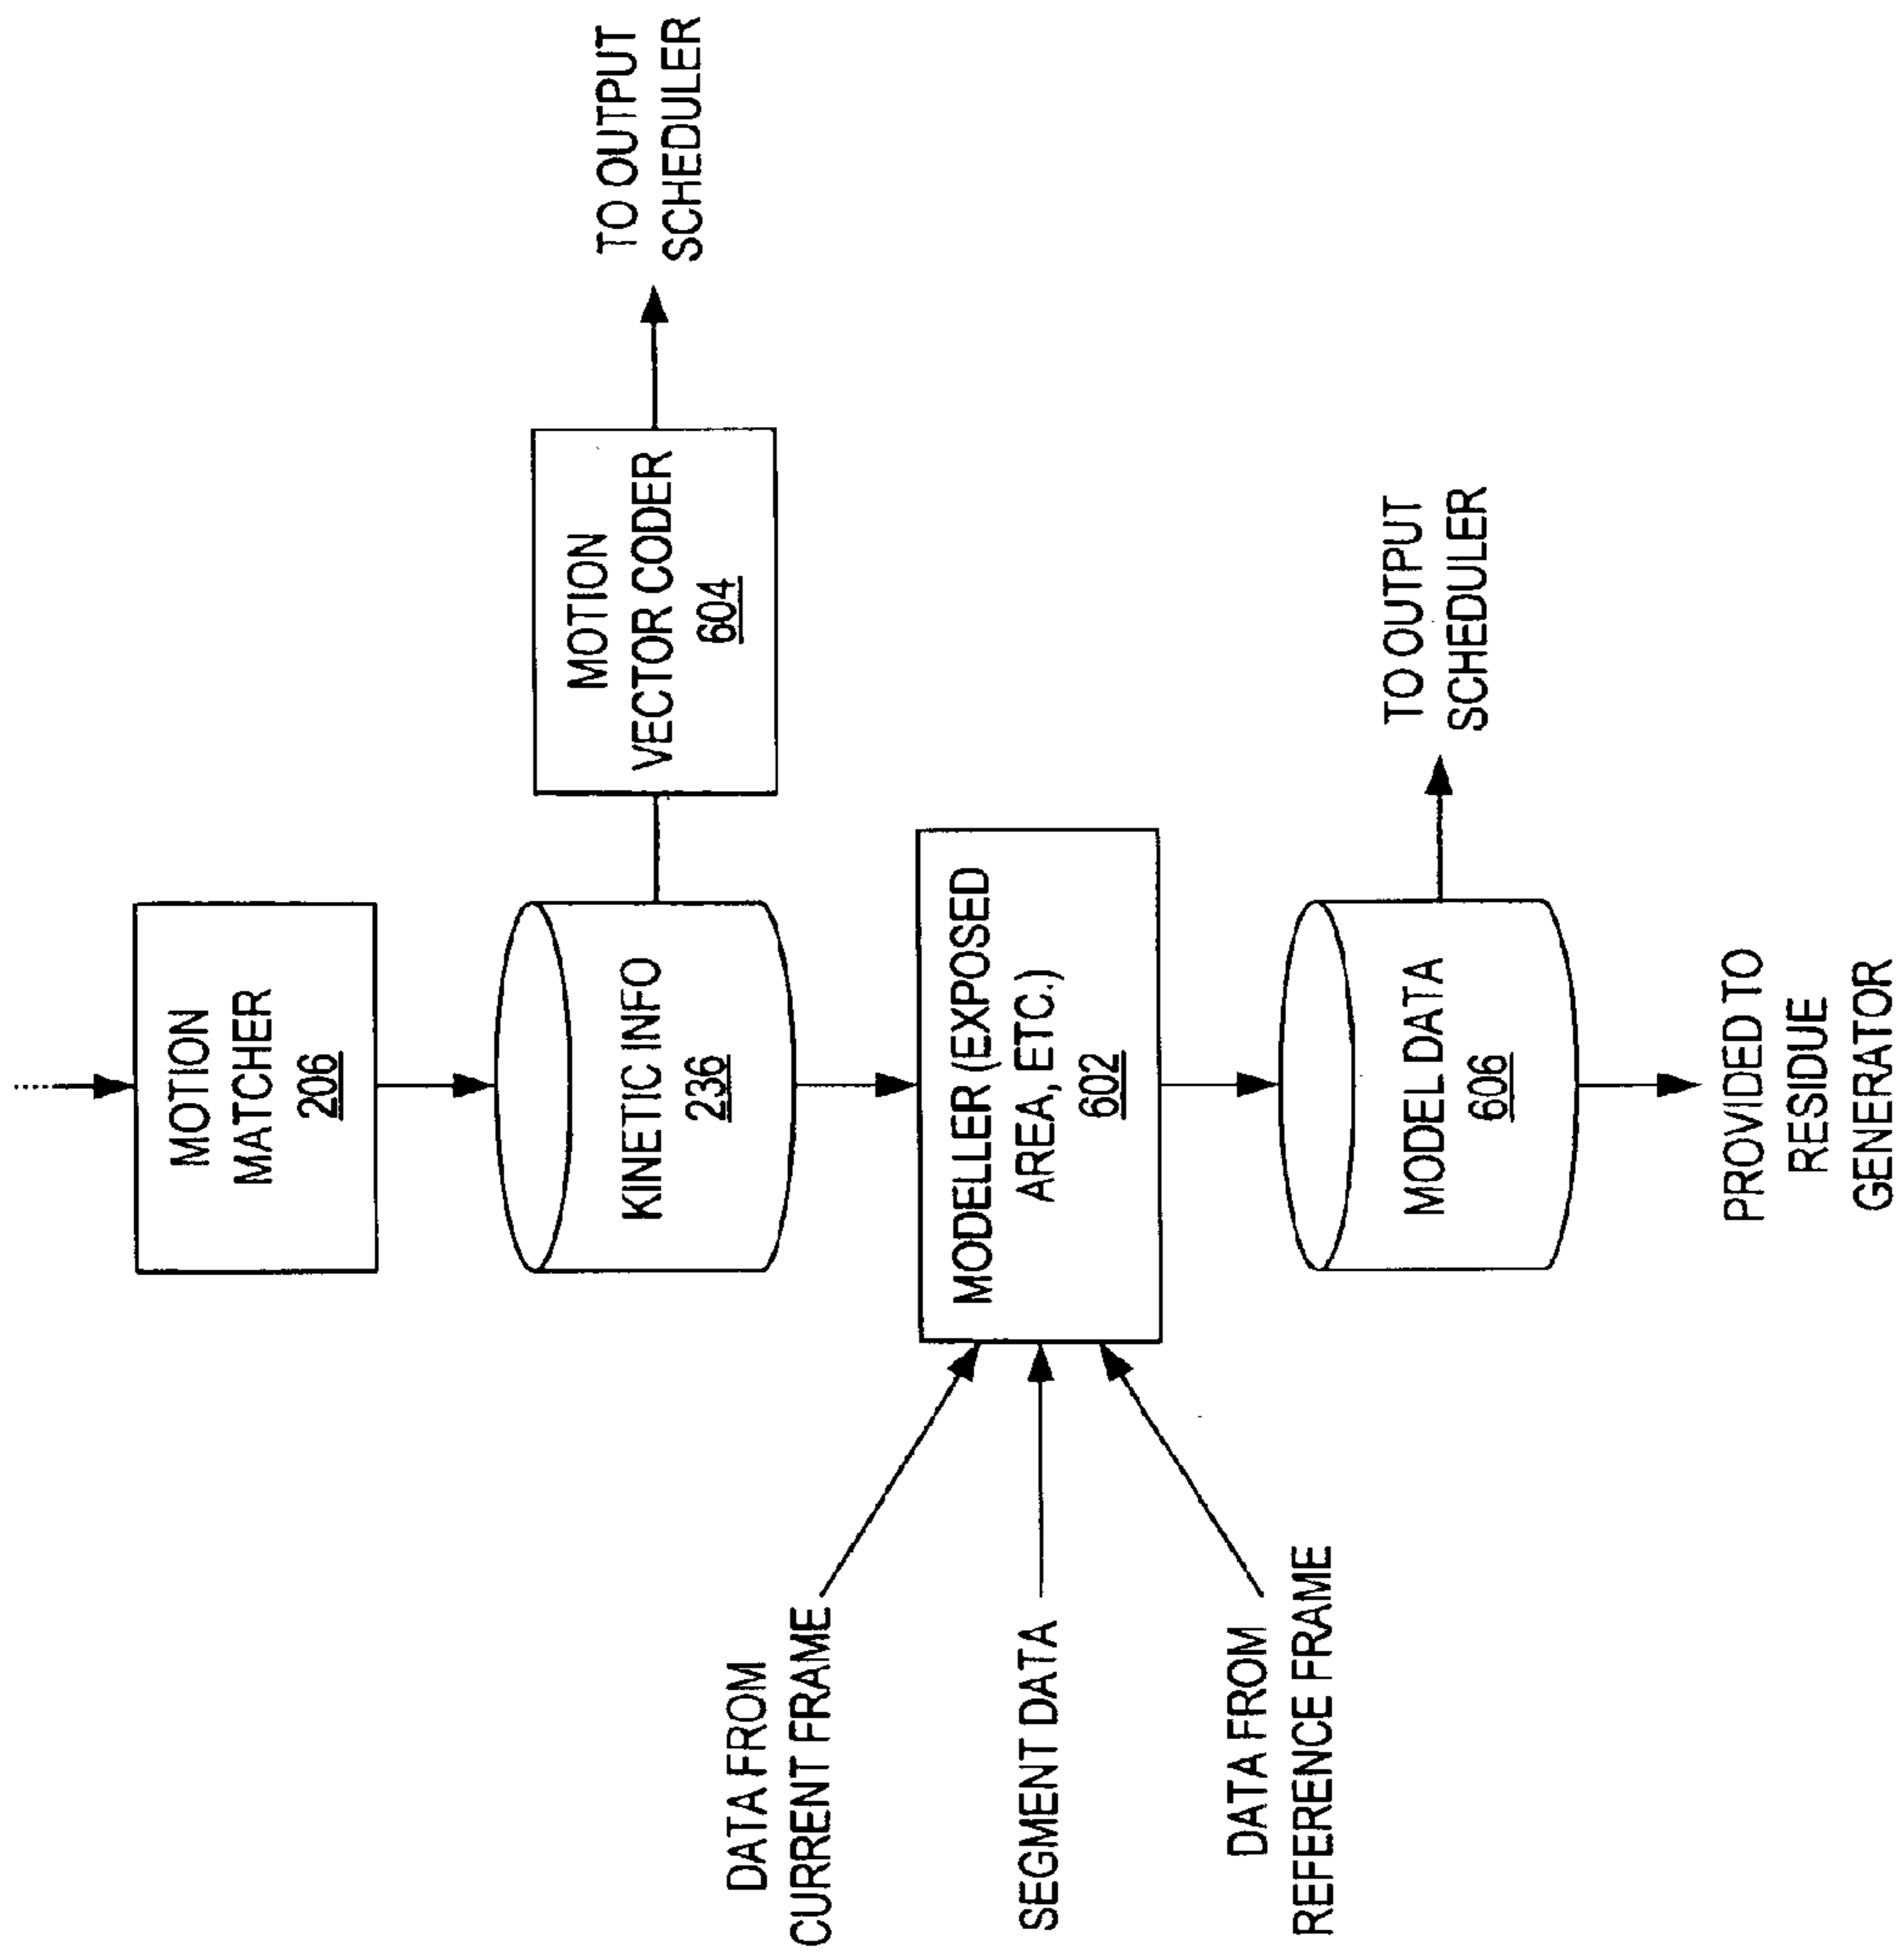 MOTION
MATCHER
206
KINETIC INFO
236
MOTION
VECTOR CODER
604
TO OUTPUT
SCHEDULER
DATA FROM
CURRENT FRAME
SEGMENT DATA
DATA FROM
REFERENCE FRAME
MODELLER (EXPOSED
AREA, ETC.)
602
MODEL DATA
606
TO OUTPUT
SCHEDULER
PROVIDED TO
RESIDUE
GENERATOR